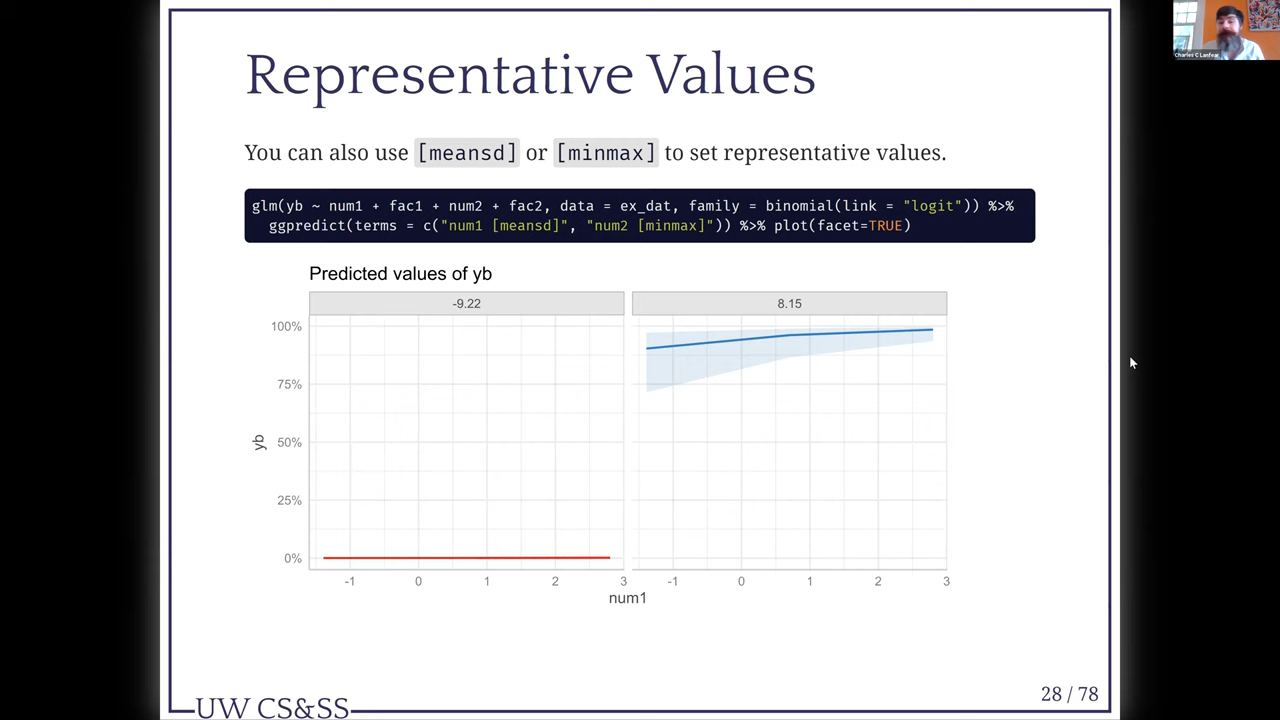 Representative Values
You can also use [meansd] or [minmax] to set representative values.
glm(yb ~ num1 + fac1 + num2 + fac2, data = ex_dat, family = binomial(link = "logit")) %>%
ggpredict(terms = c("num1 [meansd]", "num2 [minmax]")) %>% plot(facet=TRUE)
Predicted values of yb
-9.22
8.15
100%
75%
50%
25%
0%
yb
-1 0 1 2 3
-1 0 1 2 3
num1
28 / 78
UW CS&SS
Charles C Lanfear